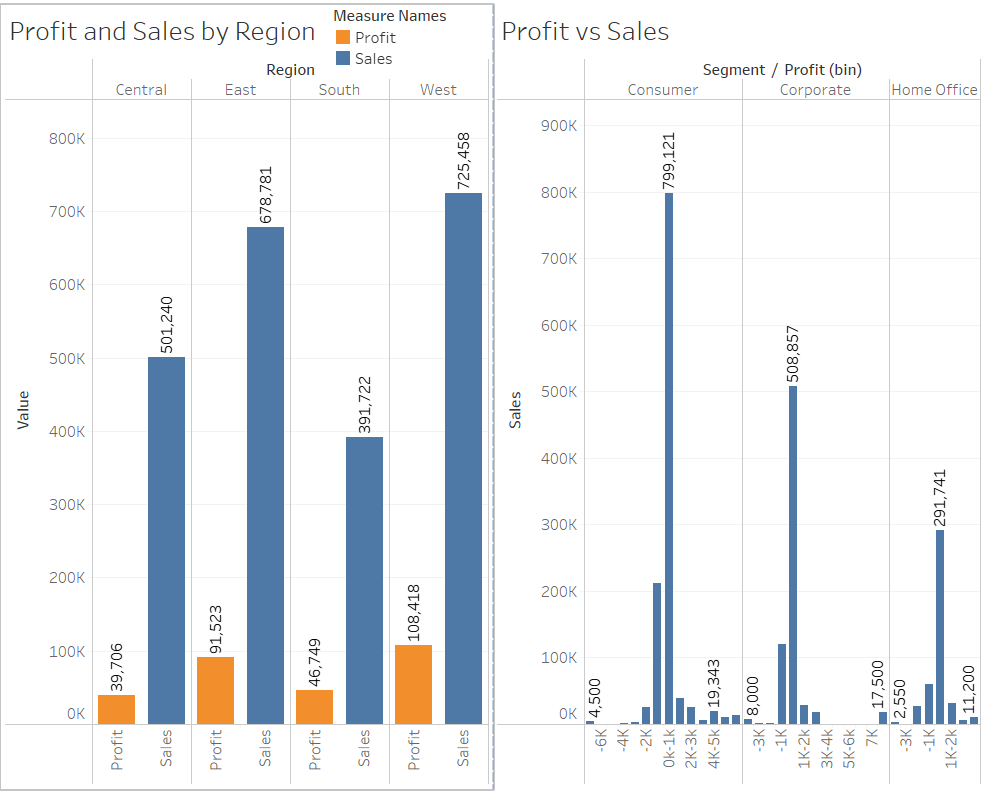 Profit and Sales by Region
Measure Names
Profit
Sales
Region
Central East South West
800K
700K
600K
500K
400K
300K
200K
100K
0K
Value
39,706
501,240
91,523
678,781
46,749
391,722
108,418
725,458
Profit Sales Profit Sales Profit Sales Profit Sales
Profit vs Sales
Segment / Profit (bin)
Consumer Corporate Home Office
900K
800K
700K
600K
500K
400K
300K
200K
100K
0K
Sales
4,500
799,121
19,343
8,000
508,857
17,500
2,550
291,741
11,200
-6K -4K -2K 0k-1k 2K-3k 4K-5k -3K -1K 1K-2k 3K-4k 5K-6k 7K -3K -1K 1K-2k